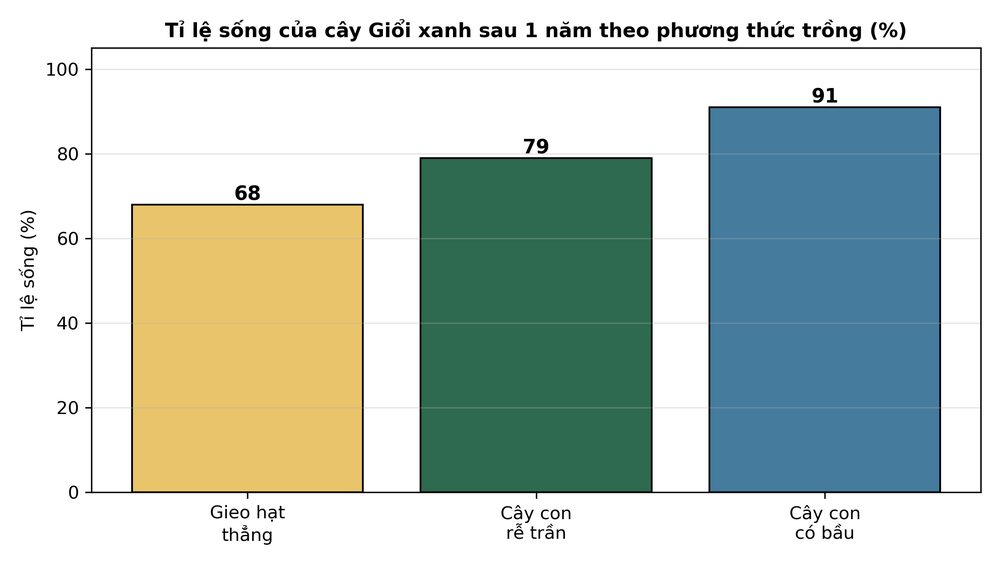 Tỉ lệ sống của cây Giổi xanh sau 1 năm theo phương thức trồng (%)
Tỉ lệ sống (%)
100
80
60
40
20
0
68
79
91
Gieo hạt
thẳng
Cây con
rễ trần
Cây con
có bầu